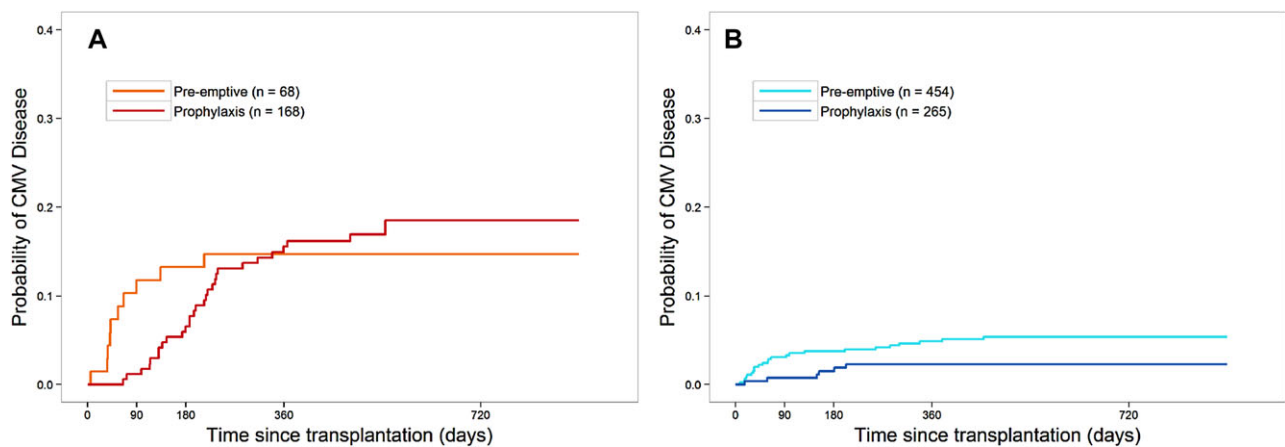 A
Pre-emptive (n = 68)
Prophylaxis (n = 168)
Probability of CMV Disease
0.4
0.3
0.2
0.1
0.0
0 90 180 360 720
Time since transplantation (days)
B
Pre-emptive (n = 454)
Prophylaxis (n = 265)
Probability of CMV Disease
0.4
0.3
0.2
0.1
0.0
0 90 180 360 720
Time since transplantation (days)